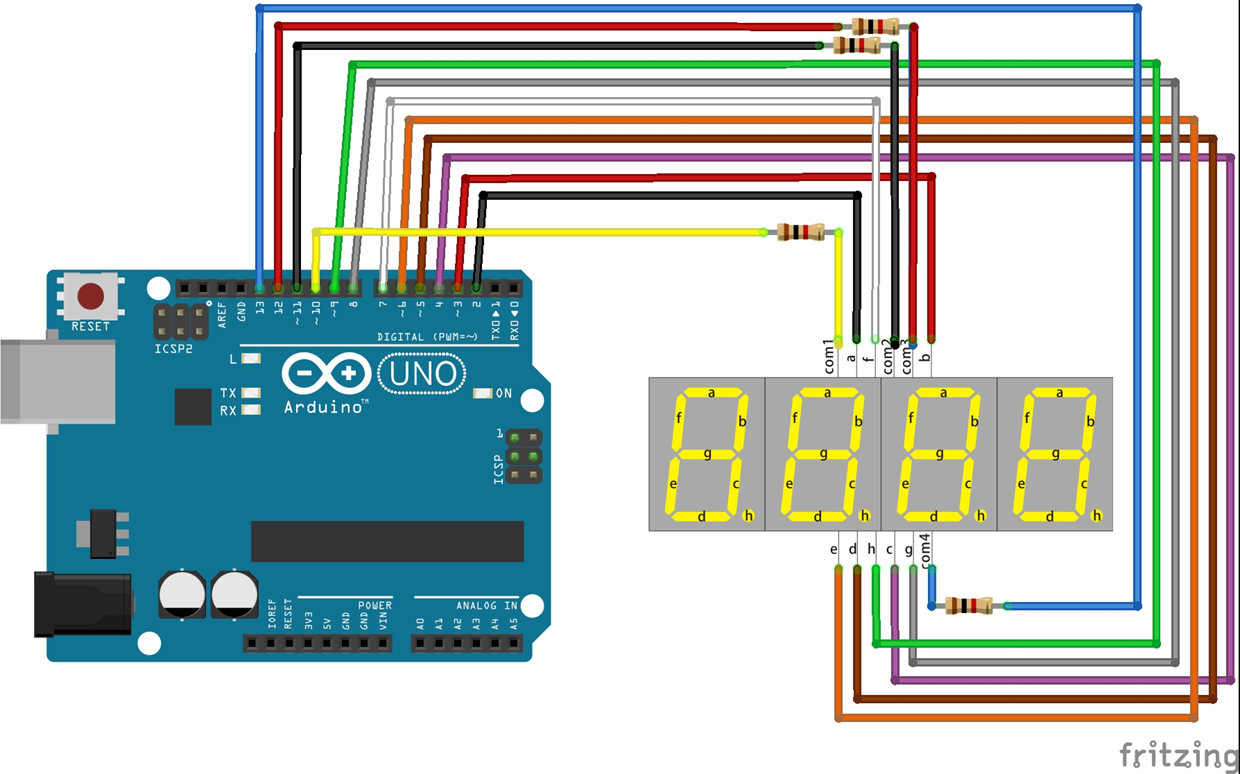 com1
a
f
com2
com3
b
RESET
ICSP2
AREF
GND
13
12
~11
~10
~9
8
7
~6
~5
4
~3
2
TX0▶1
RX0◀0
DIGITAL (PWM=~)
L
TX
RX
UNO
Arduino™
ON
1
ICSP
a
f
b
g
e
c
d
h
a
f
b
g
e
c
d
h
a
f
b
g
e
c
d
h
a
f
b
g
e
c
d
h
e
d
h
c
g
com4
POWER
ANALOG IN
IOREF
RESET
3V3
5V
GND
GND
VIN
A0
A1
A2
A3
A4
A5
fritzing